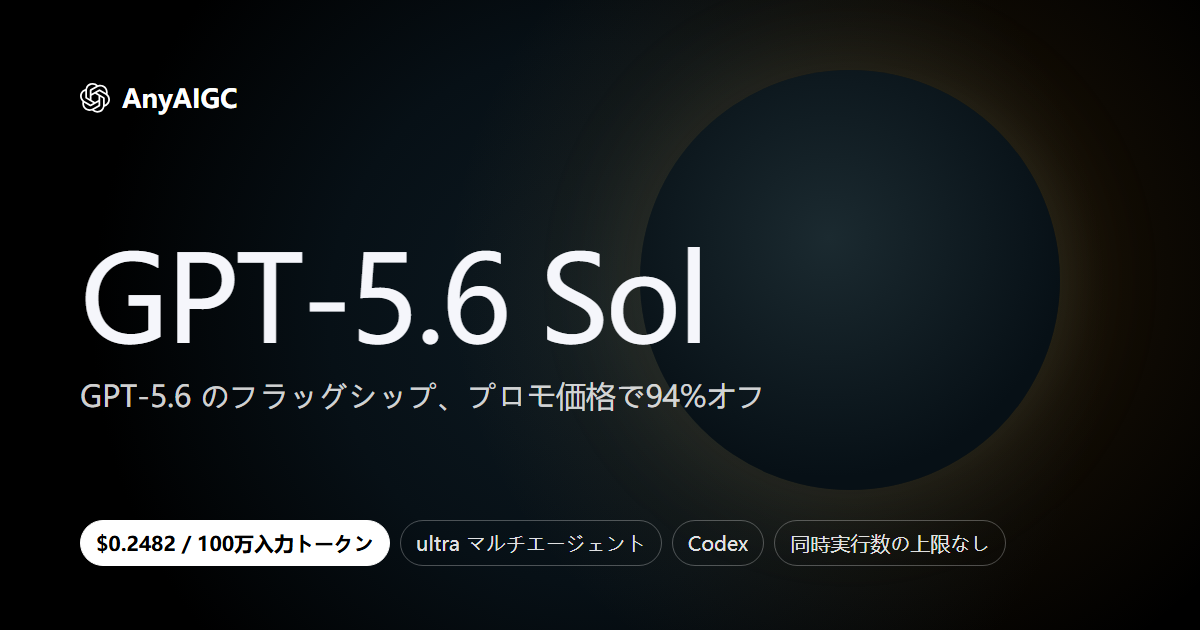 AnyAIGC
GPT-5.6 Sol
GPT-5.6 のフラッグシップ、プロモ価格で94%オフ
$0.2482 / 100万入力トークン
ultra マルチエージェント
Codex
同時実行数の上限なし